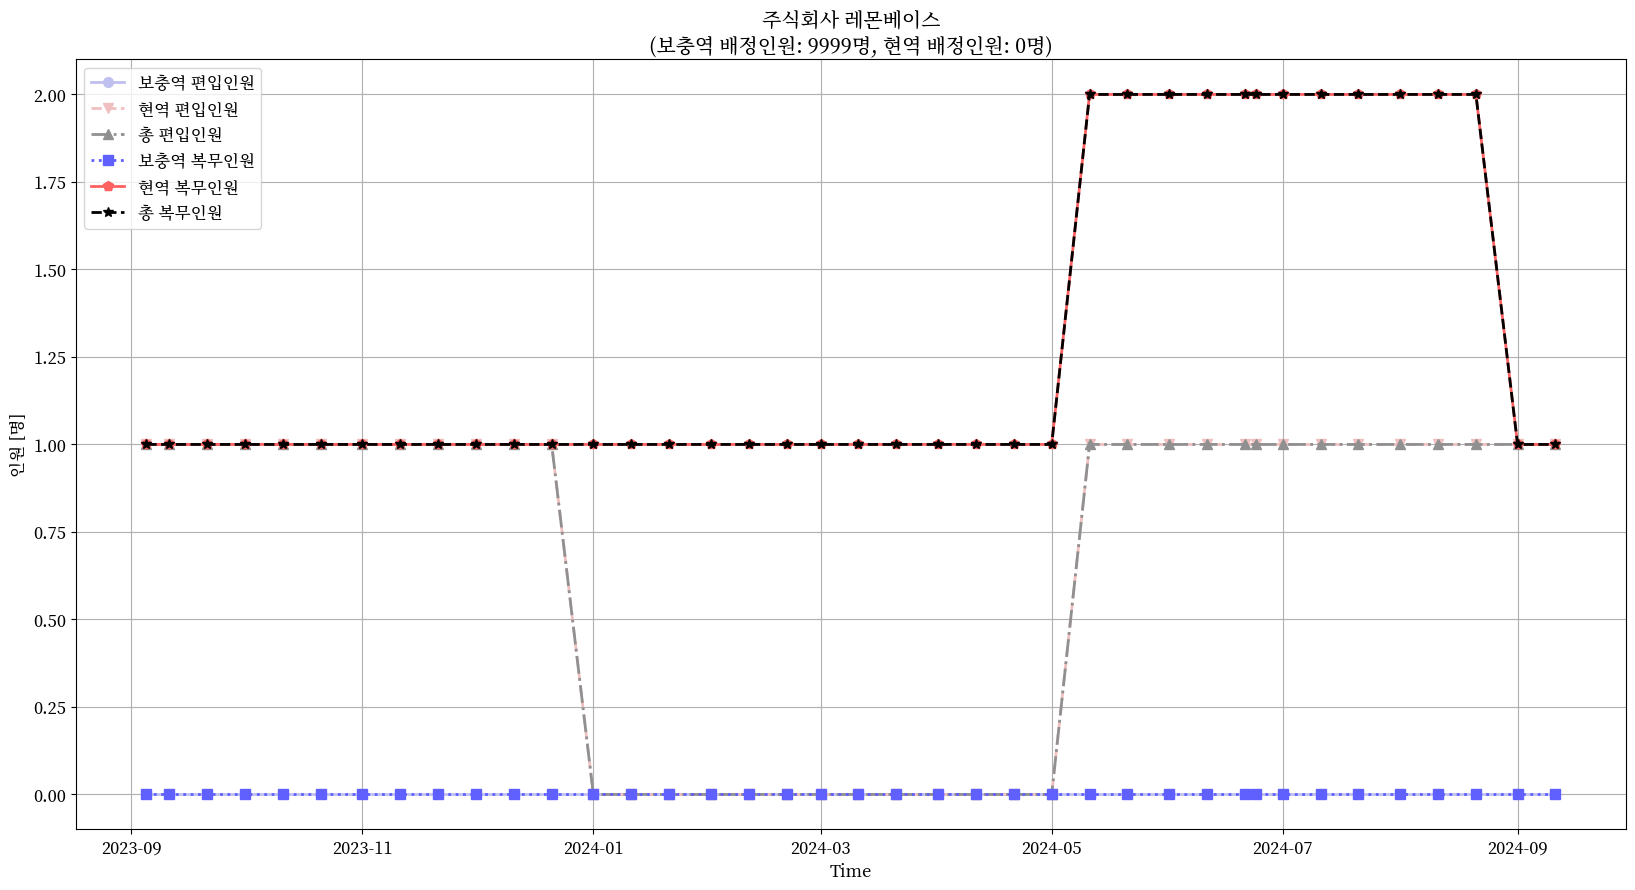 주식회사 레몬베이스
(보충역 배정인원: 9999명, 현역 배정인원: 0명)
보충역 편입인원
현역 편입인원
총 편입인원
보충역 복무인원
현역 복무인원
총 복무인원
2.00
1.75
1.50
1.25
1.00
0.75
0.50
0.25
0.00
인원 [명]
2023-09
2023-11
2024-01
2024-03
2024-05
2024-07
2024-09
Time